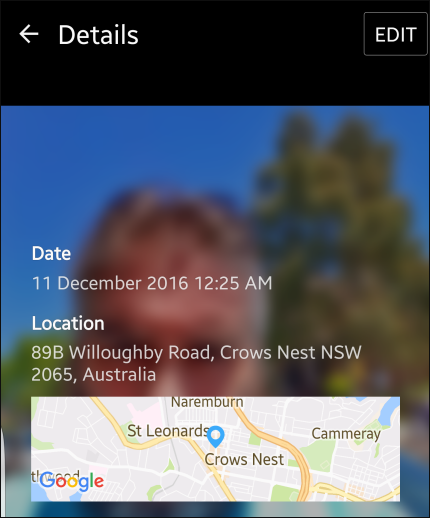 Details
EDIT
Date
11 December 2016 12:25 AM
Location
89B Willoughby Road, Crows Nest NSW
2065, Australia
Naremburn
St Leonards
Cammeray
Crows Nest
Google